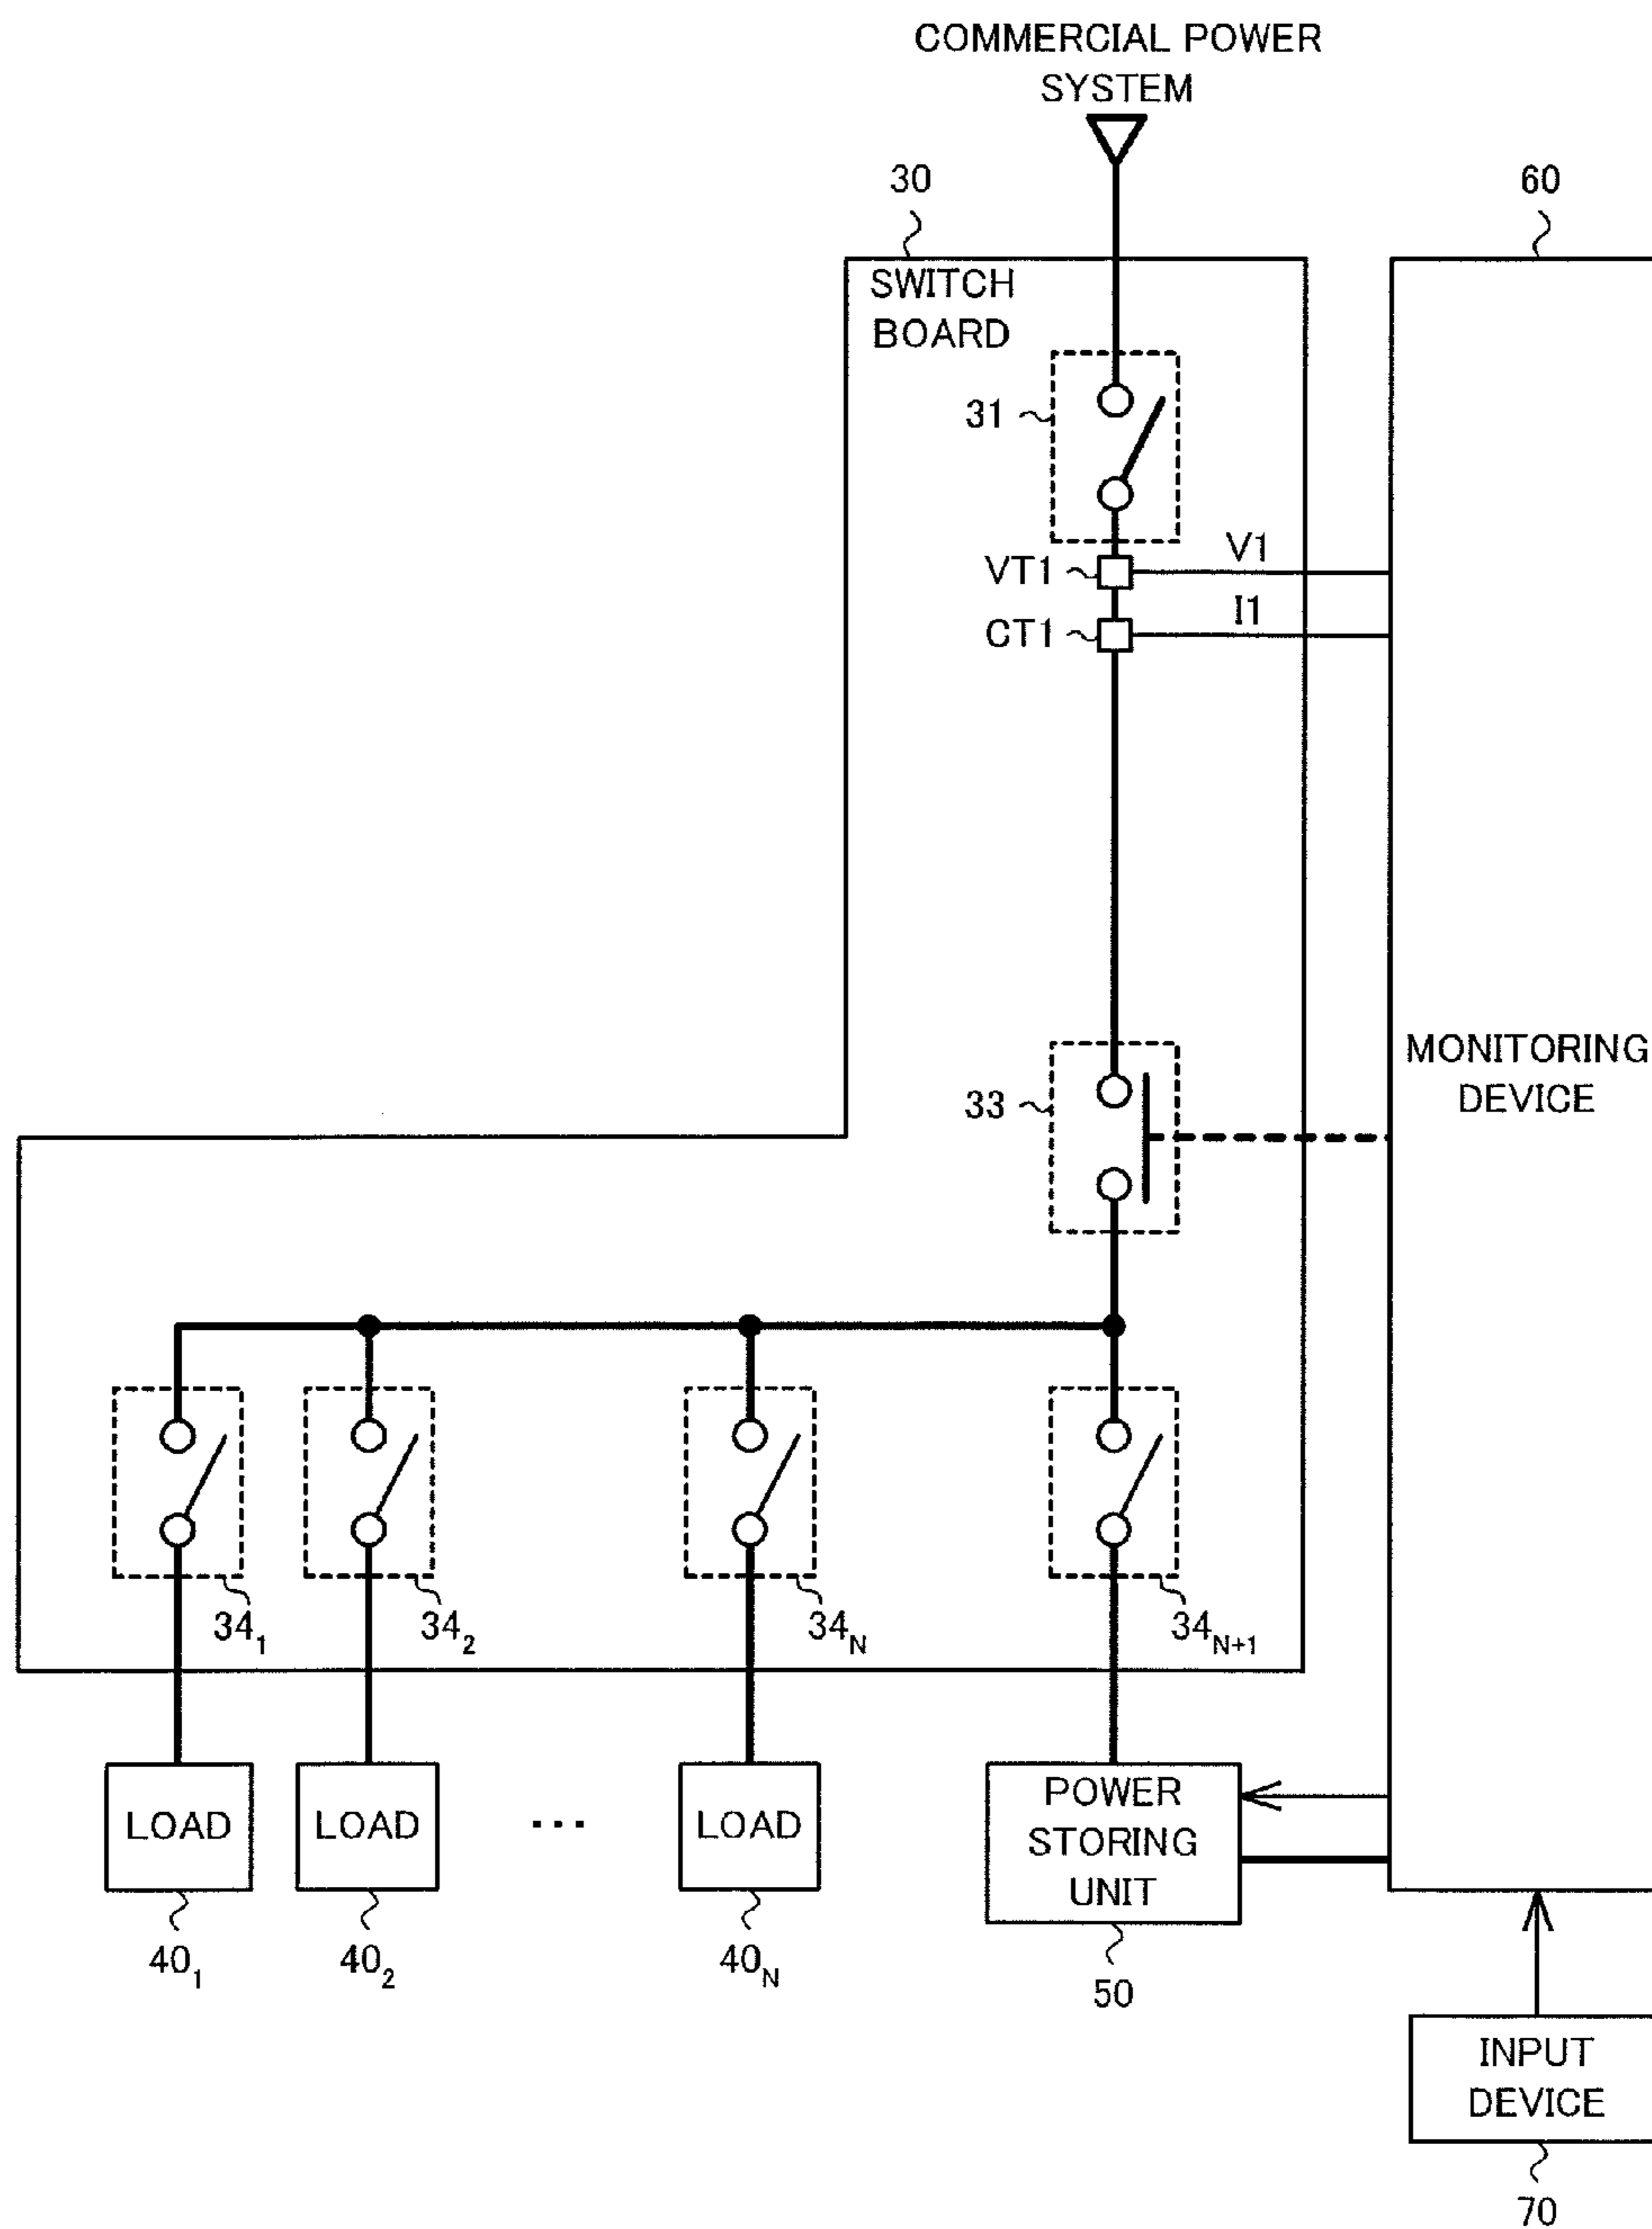 COMMERCIAL POWER
SYSTEM
30
60
SWITCH
BOARD
31
VT1
V1
CT1
I1
33
MONITORING
DEVICE
34₁
34₂
34N
34N+1
LOAD
LOAD
...
LOAD
POWER
STORING
UNIT
40₁
40₂
40N
50
INPUT
DEVICE
70